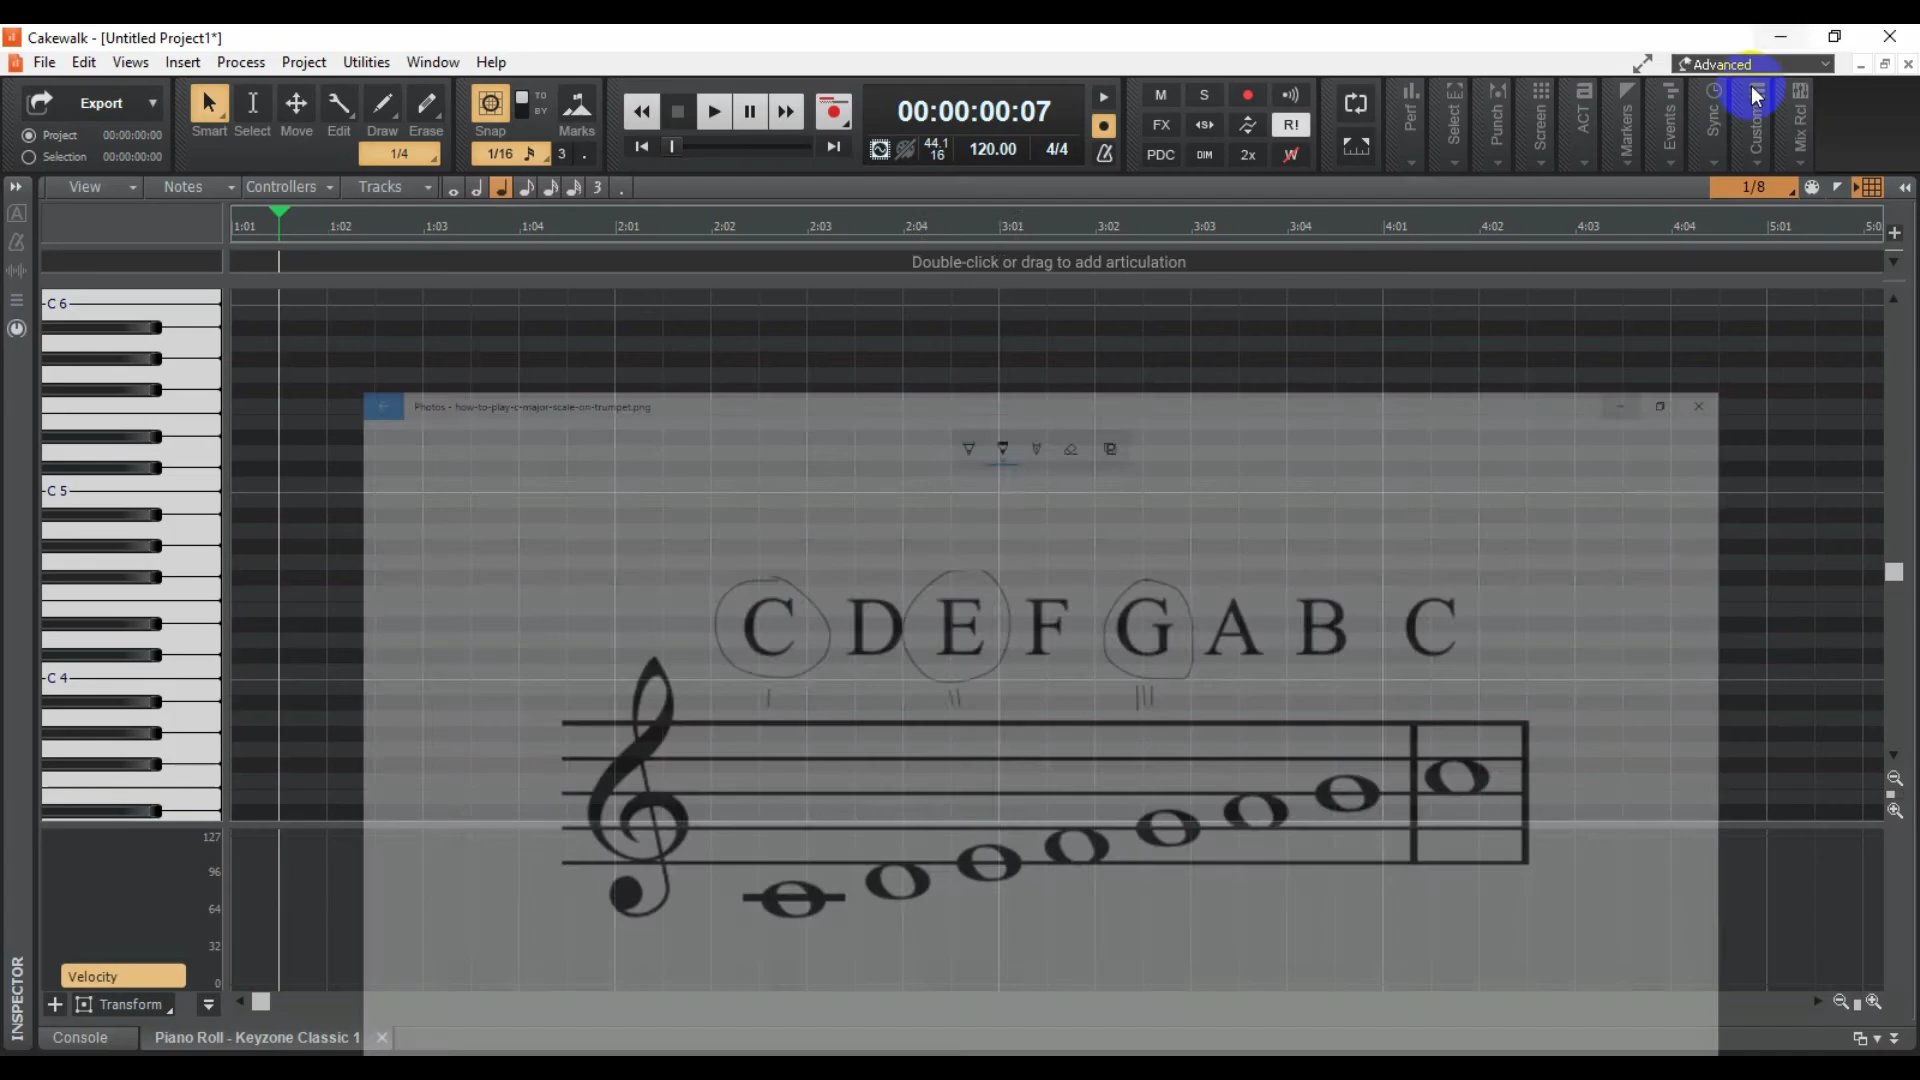 Cakewalk - [Untitled Project1*]
File Edit Views Insert Process Project Utilities Window Help
Advanced
Export
Project 00:00:00:00
Selection 00:00:00:00
Smart Select Move Edit Draw Erase
1/4
Snap
TO
BY
Marks
1/16 3 .
00:00:00:07
44.1
16
120.00 4/4
M S
FX R!
PDC DIM 2x W
Perf
Select
Punch
Screen
ACT
Markers
Events
Sync
Custom
Mix Rcl
View Notes Controllers Tracks 3 . 1/8
1:01 1:02 1:03 1:04 2:01 2:02 2:03 2:04 3:01 3:02 3:03 3:04 4:01 4:02 4:03 4:04 5:01 5:0
Double-click or drag to add articulation
C 6
C 5
C 4
Photos - how-to-play-c-major-scale-on-trumpet.png
C D E F G A B C
I II III
127
96
64
32
0
Velocity
Transform
INSPECTOR
Console Piano Roll - Keyzone Classic 1